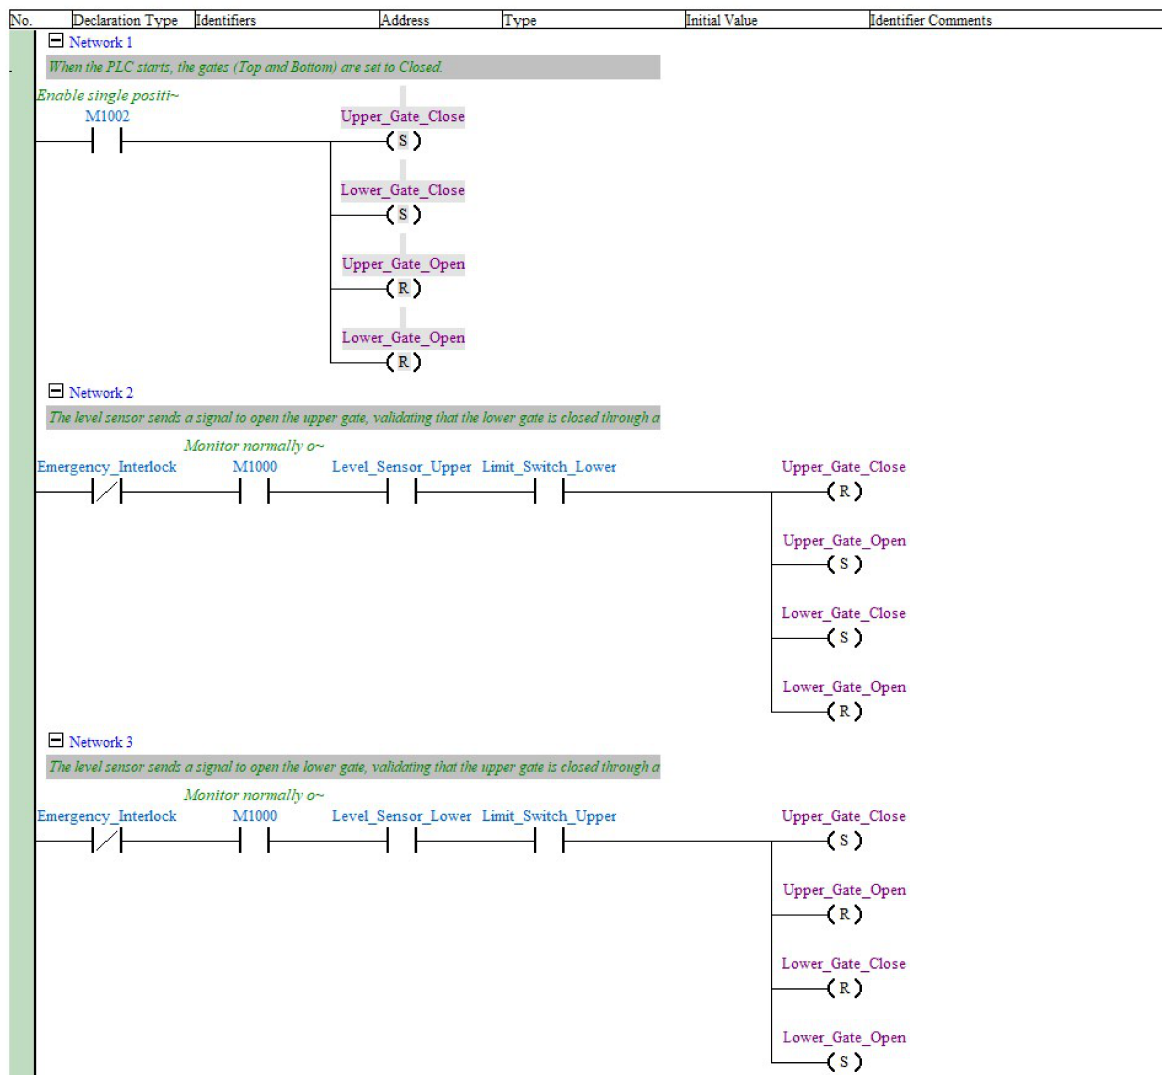 No. Declaration Type Identifiers Address Type Initial Value Identifier Comments
Network 1
When the PLC starts, the gates (Top and Bottom) are set to Closed.
Enable single positi~
M1002 Upper_Gate_Close
( S )
Lower_Gate_Close
( S )
Upper_Gate_Open
( R )
Lower_Gate_Open
( R )
Network 2
The level sensor sends a signal to open the upper gate, validating that the lower gate is closed through a
Monitor normally o~
Emergency_Interlock M1000 Level_Sensor_Upper Limit_Switch_Lower Upper_Gate_Close
( R )
Upper_Gate_Open
( S )
Lower_Gate_Close
( S )
Lower_Gate_Open
( R )
Network 3
The level sensor sends a signal to open the lower gate, validating that the upper gate is closed through a
Monitor normally o~
Emergency_Interlock M1000 Level_Sensor_Lower Limit_Switch_Upper Upper_Gate_Close
( S )
Upper_Gate_Open
( R )
Lower_Gate_Close
( R )
Lower_Gate_Open
( S )